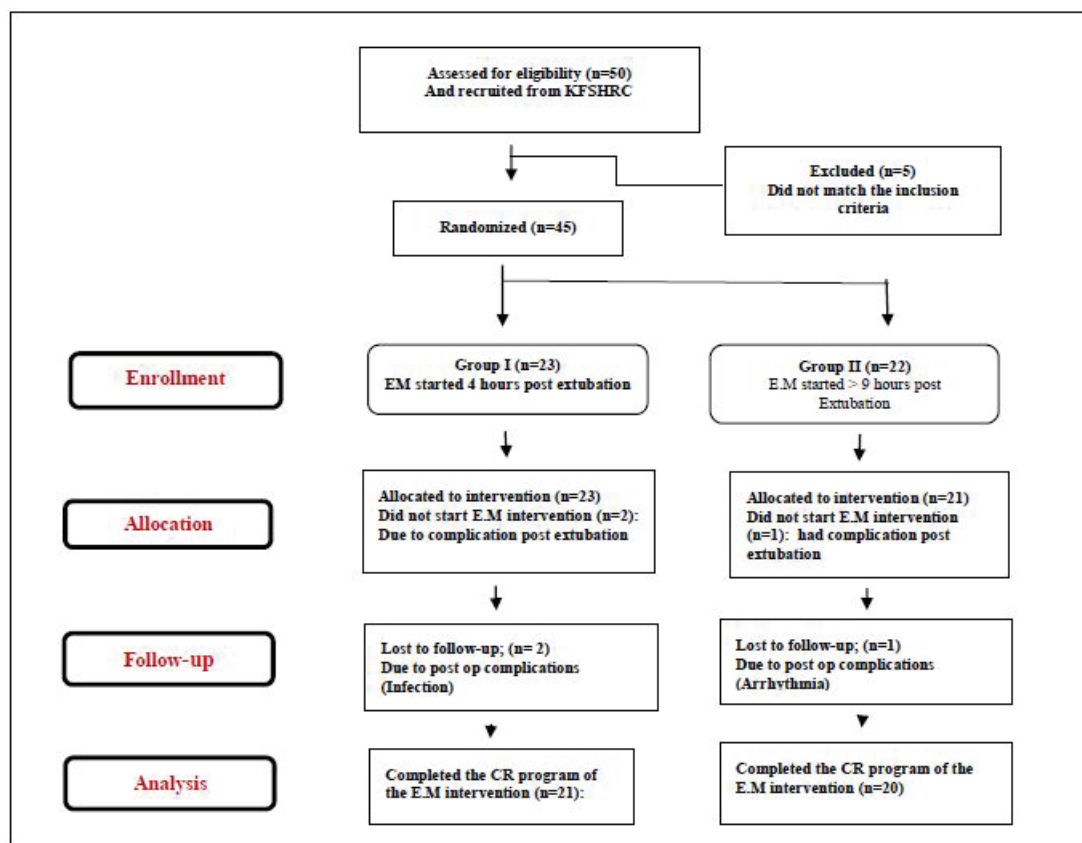 Assessed for eligibility (n=50)
And recruited from KFSHRC
Excluded (n=5)
Did not match the inclusion
criteria
Randomized (n=45)
Enrollment
Group I (n=23)
EM started 4 hours post extubation
Group II (n=22)
E.M started > 9 hours post
Extubation
Allocation
Allocated to intervention (n=23)
Did not start E.M intervention (n=2):
Due to complication post extubation
Allocated to intervention (n=21)
Did not start E.M intervention
(n=1): had complication post
extubation
Follow-up
Lost to follow-up; (n= 2)
Due to post op complications
(Infection)
Lost to follow-up; (n=1)
Due to post op complications
(Arrhythmia)
Analysis
Completed the CR program of
the E.M intervention (n=21):
Completed the CR program of the
E.M intervention (n=20)